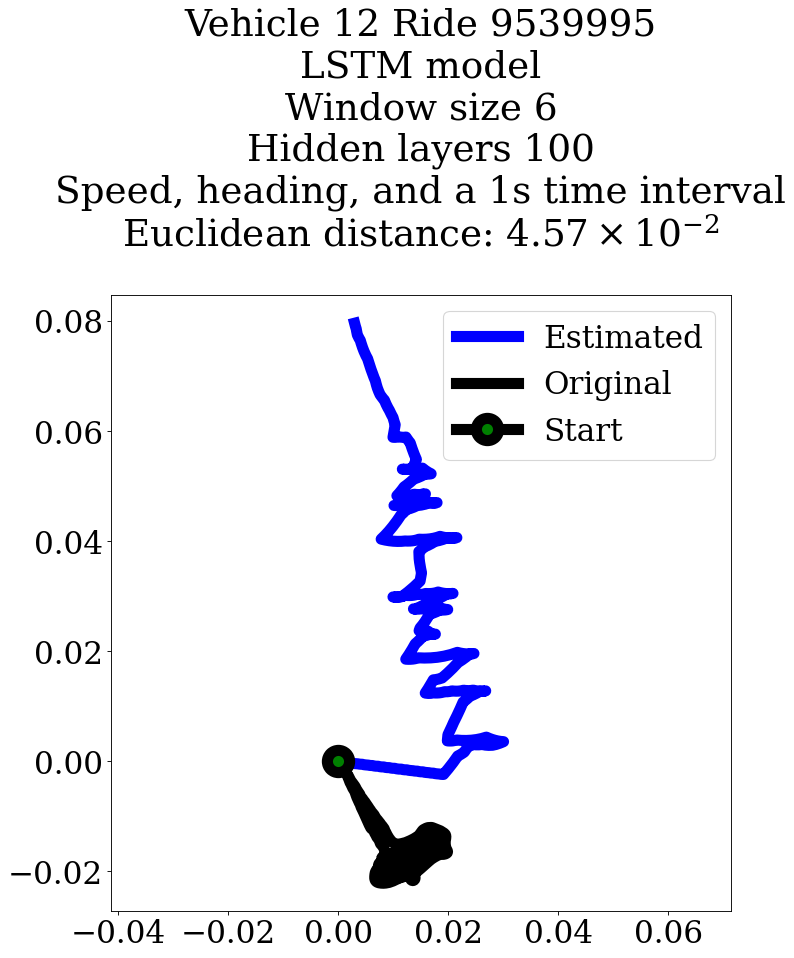 Vehicle 12 Ride 9539995
LSTM model
Window size 6
Hidden layers 100
Speed, heading, and a 1s time interval
Euclidean distance: 4.57 × 10⁻²
Estimated
Original
Start
0.08
0.06
0.04
0.02
0.00
−0.02
−0.04 −0.02 0.00 0.02 0.04 0.06